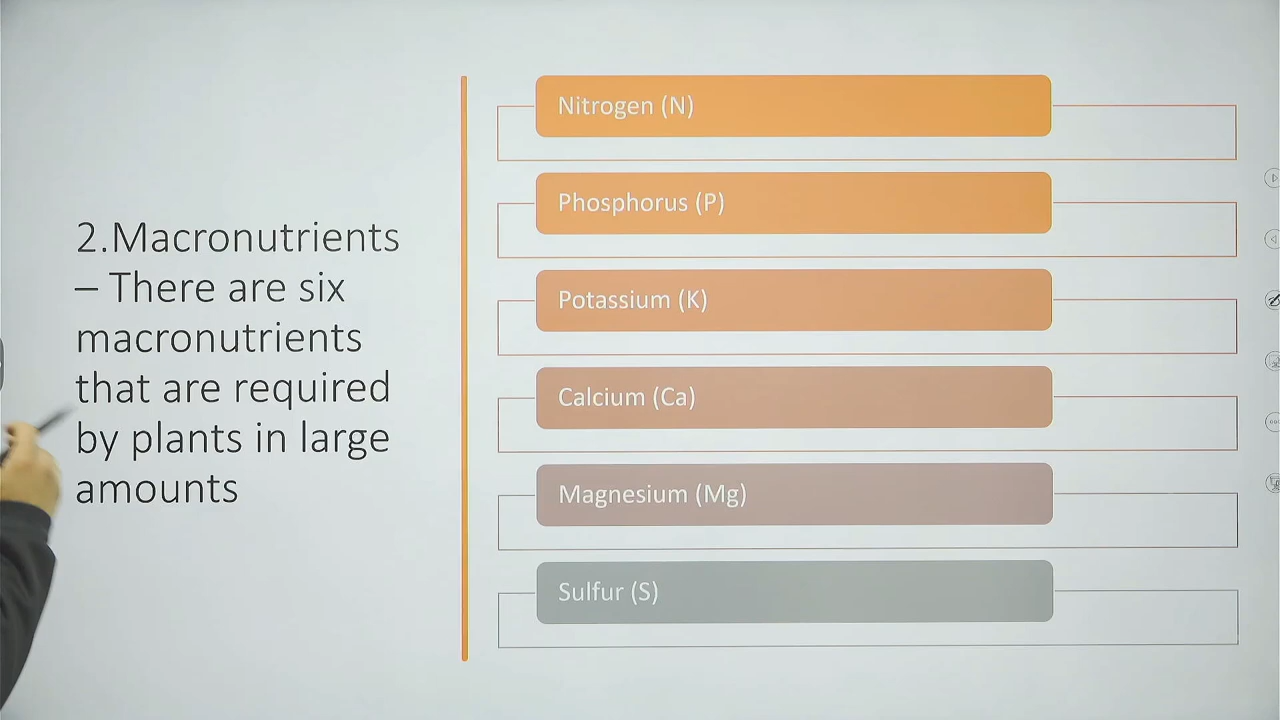 2.Macronutrients
– There are six
macronutrients
that are required
by plants in large
amounts
Nitrogen (N)
Phosphorus (P)
Potassium (K)
Calcium (Ca)
Magnesium (Mg)
Sulfur (S)